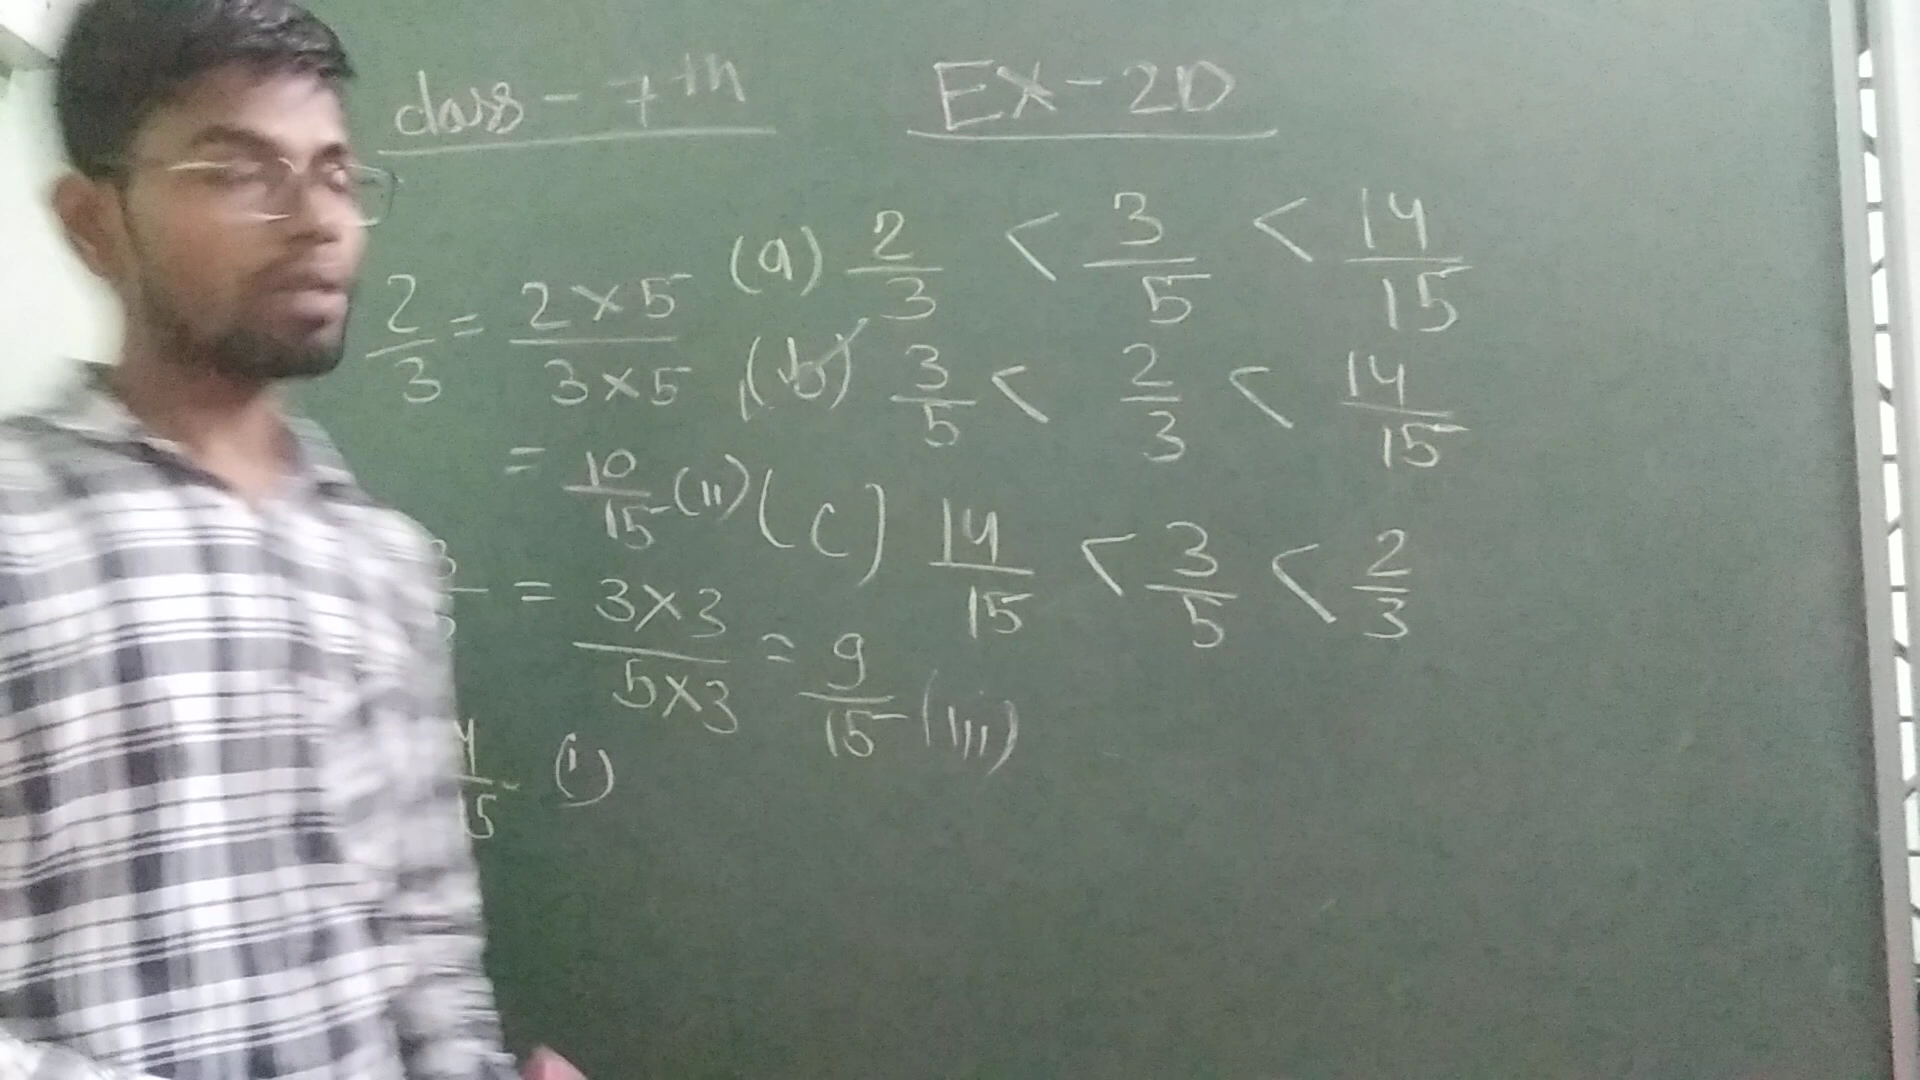 class - 7th EX-2D
(a) 2/3 < 3/5 < 14/15
2/3 = 2×5/3×5
(b) 3/5 < 2/3 < 14/15
= 10/15 (ii)
(c) 14/15 < 3/5 < 2/3
= 3×3/5×3 = 9/15 (iii)
(i)